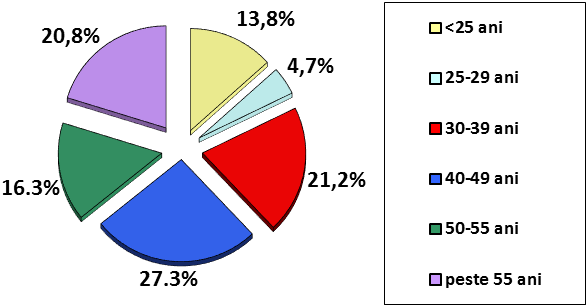 13,8%
20,8%
4,7%
21,2%
16.3%
27.3%
<25 ani
25-29 ani
30-39 ani
40-49 ani
50-55 ani
peste 55 ani